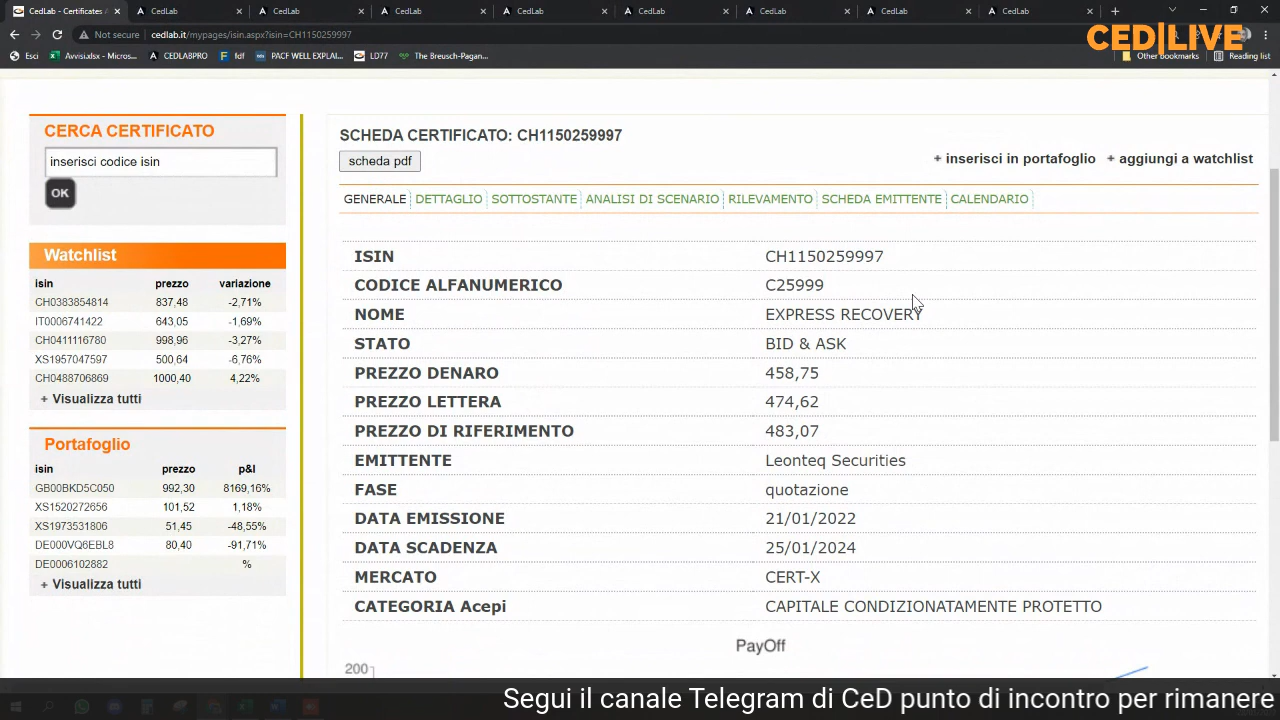 CedLab - Certificates
CedLab
CedLab
CedLab
CedLab
CedLab
CedLab
CedLab
CedLab
Not secure
cedlab.it/mypages/isin.aspx?isin=CH1150259997
CED|LIVE
Esci
Avvisi.xlsx - Micros...
CEDLABPRO
fdf
PACF WELL EXPLAI...
LD77
The Breusch-Pagan...
Other bookmarks
Reading list
CERCA CERTIFICATO
inserisci codice isin
OK
Watchlist
isin prezzo variazione
CH0383854814 837,48 -2,71%
IT0006741422 643,05 -1,69%
CH0411116780 998,96 -3,27%
XS1957047597 500,64 -6,76%
CH0488706869 1000,40 4,22%
+ Visualizza tutti
Portafoglio
isin prezzo p&l
GB00BKD5C050 992,30 8169,16%
XS1520272656 101,52 1,18%
XS1973531806 51,45 -48,55%
DE000VQ6EBL8 80,40 -91,71%
DE0006102882 %
+ Visualizza tutti
SCHEDA CERTIFICATO: CH1150259997
scheda pdf
+ inserisci in portafoglio + aggiungi a watchlist
GENERALE DETTAGLIO SOTTOSTANTE ANALISI DI SCENARIO RILEVAMENTO SCHEDA EMITTENTE CALENDARIO
ISIN CH1150259997
CODICE ALFANUMERICO C25999
NOME EXPRESS RECOVERY
STATO BID & ASK
PREZZO DENARO 458,75
PREZZO LETTERA 474,62
PREZZO DI RIFERIMENTO 483,07
EMITTENTE Leonteq Securities
FASE quotazione
DATA EMISSIONE 21/01/2022
DATA SCADENZA 25/01/2024
MERCATO CERT-X
CATEGORIA Acepi CAPITALE CONDIZIONATAMENTE PROTETTO
PayOff
200
Segui il canale Telegram di CeD punto di incontro per rimanere